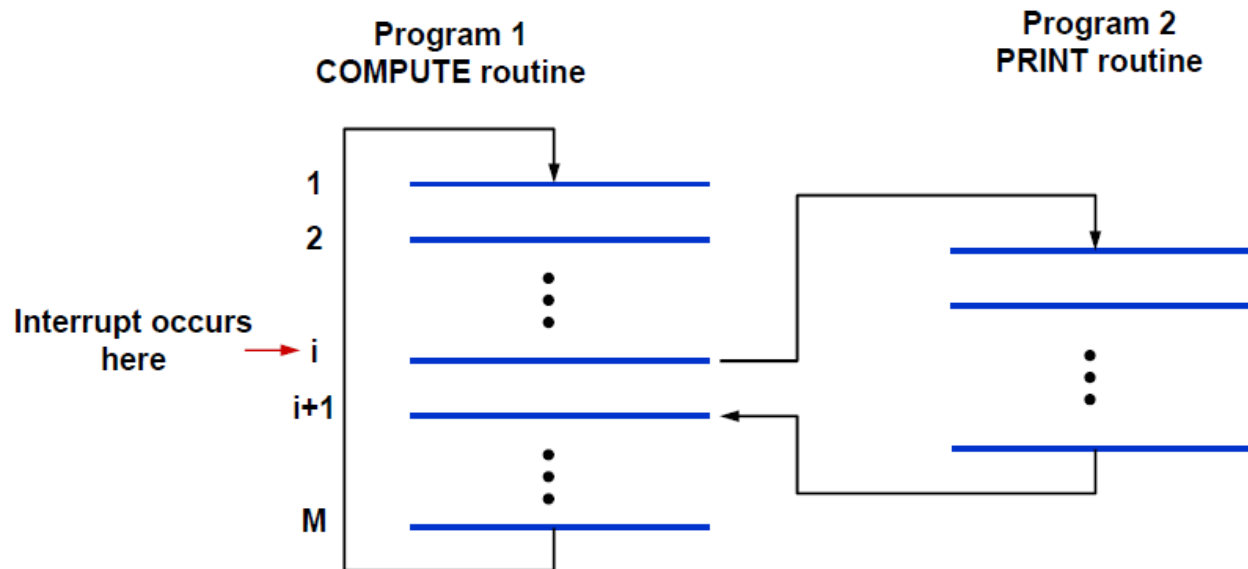 Program 1
COMPUTE routine
Program 2
PRINT routine
1
2
Interrupt occurs
here
i
i+1
M